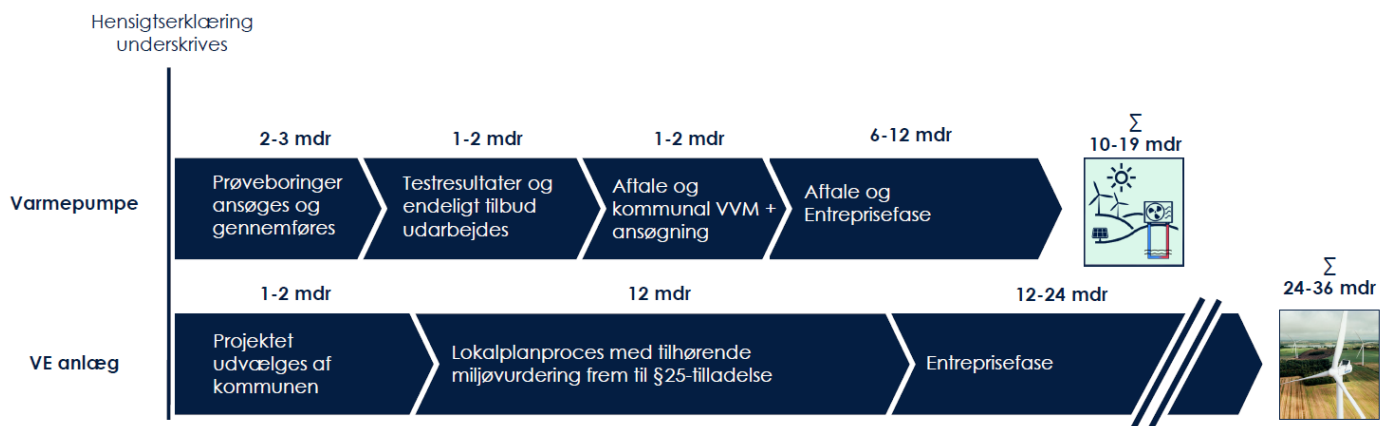 Hensigtserklæring
underskrives
2-3 mdr
1-2 mdr
1-2 mdr
6-12 mdr
∑
10-19 mdr
Varmepumpe
Prøveboringer
ansøges og
gennemføres
Testresultater og
endeligt tilbud
udarbejdes
Aftale og
kommunal VVM +
ansøgning
Aftale og
Entreprisefase
1-2 mdr
12 mdr
12-24 mdr
∑
24-36 mdr
VE anlæg
Projektet
udvælges af
kommunen
Lokalplanproces med tilhørende
miljøvurdering frem til §25-tilladelse
Entreprisefase